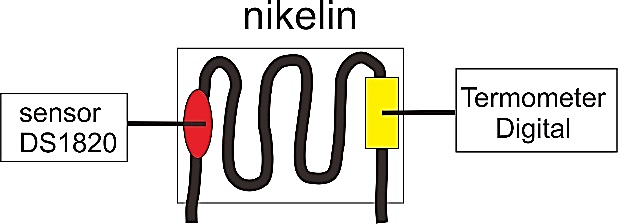 nikelin
sensor
DS1820
Termometer
Digital